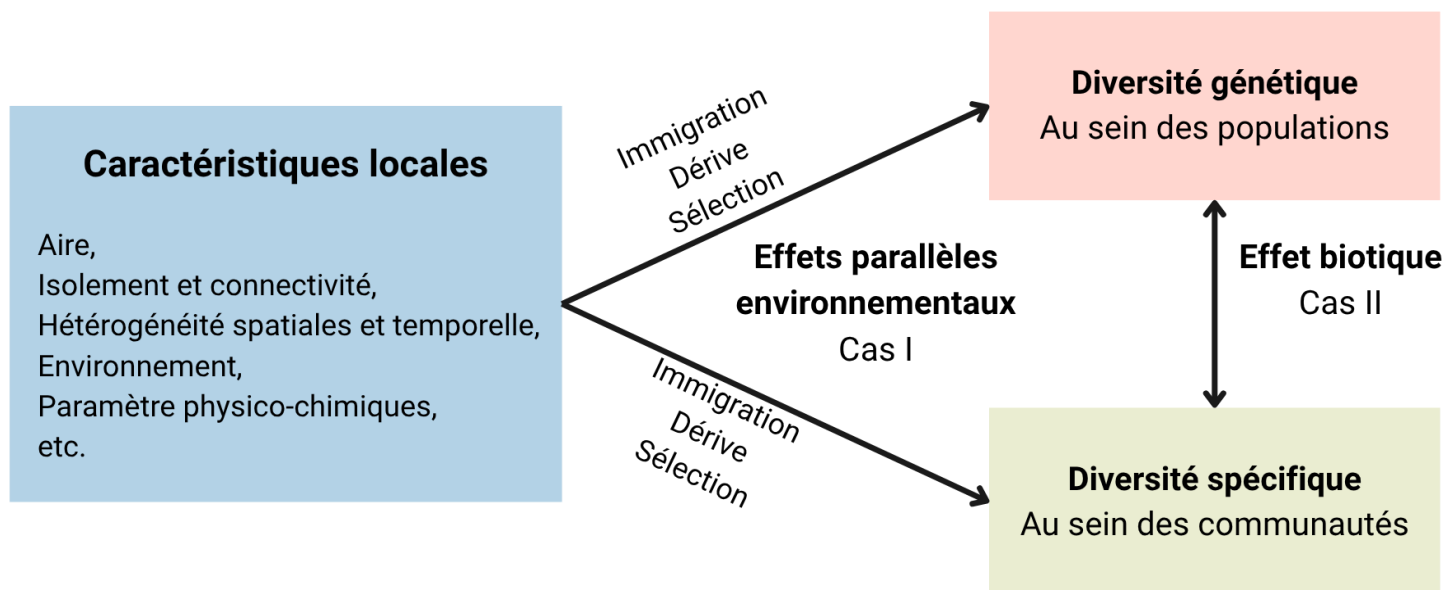 Caractéristiques locales
Aire,
Isolement et connectivité,
Hétérogénéité spatiales et temporelle,
Environnement,
Paramètre physico-chimiques,
etc.
Immigration
Dérive
Sélection
Effets parallèles
environnementaux
Cas I
Immigration
Dérive
Sélection
Diversité génétique
Au sein des populations
Effet biotique
Cas II
Diversité spécifique
Au sein des communautés